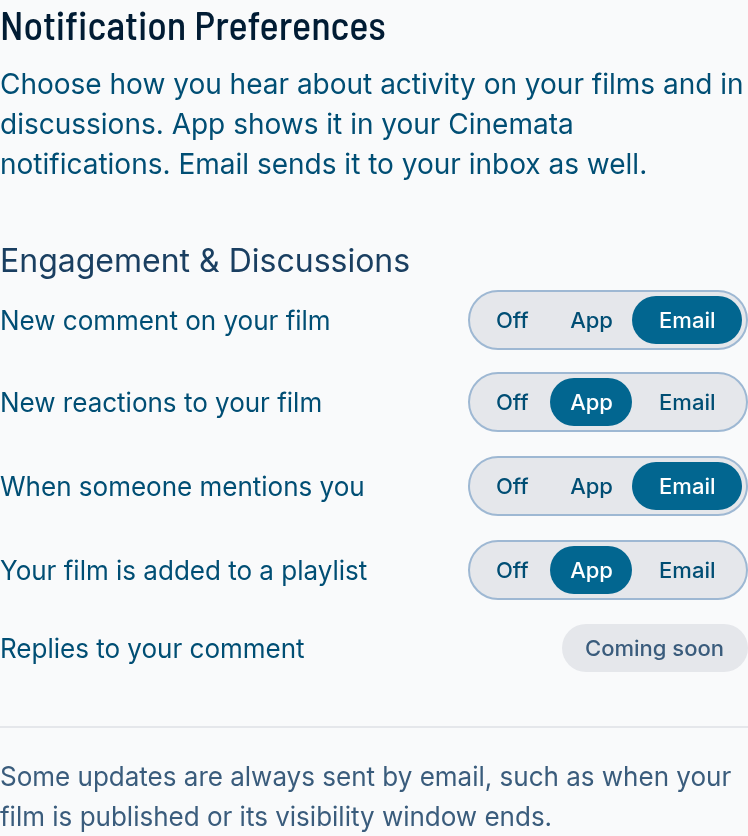 Notification Preferences
Choose how you hear about activity on your films and in
discussions. App shows it in your Cinemata
notifications. Email sends it to your inbox as well.
Engagement & Discussions
New comment on your film Off App Email
New reactions to your film Off App Email
When someone mentions you Off App Email
Your film is added to a playlist Off App Email
Replies to your comment Coming soon
Some updates are always sent by email, such as when your
film is published or its visibility window ends.